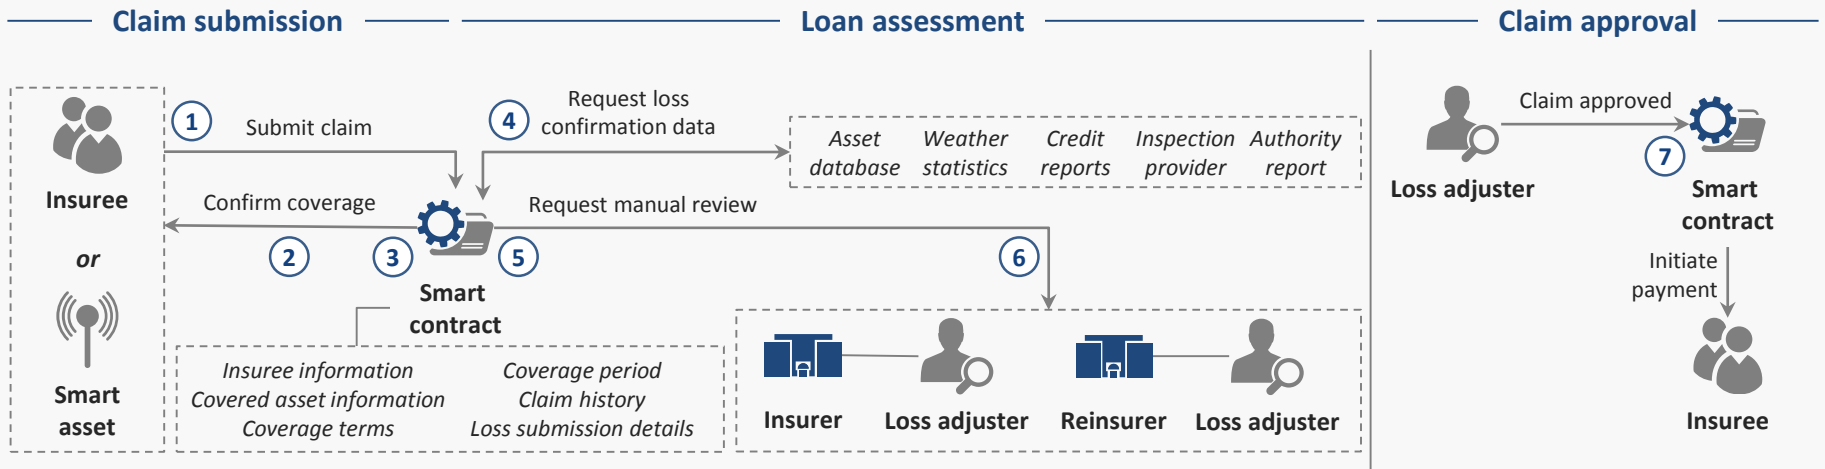 Claim submission
Loan assessment
Claim approval
Insuree
or
Smart
asset
1
Submit claim
Confirm coverage
2
3
Smart
contract
Insuree information
Covered asset information
Coverage terms
Coverage period
Claim history
Loss submission details
4
Request loss
confirmation data
Asset
database
Weather
statistics
Credit
reports
Inspection
provider
Authority
report
Request manual review
5
6
Insurer
Loss adjuster
Reinsurer
Loss adjuster
Loss adjuster
Claim approved
7
Smart
contract
Initiate
payment
Insuree